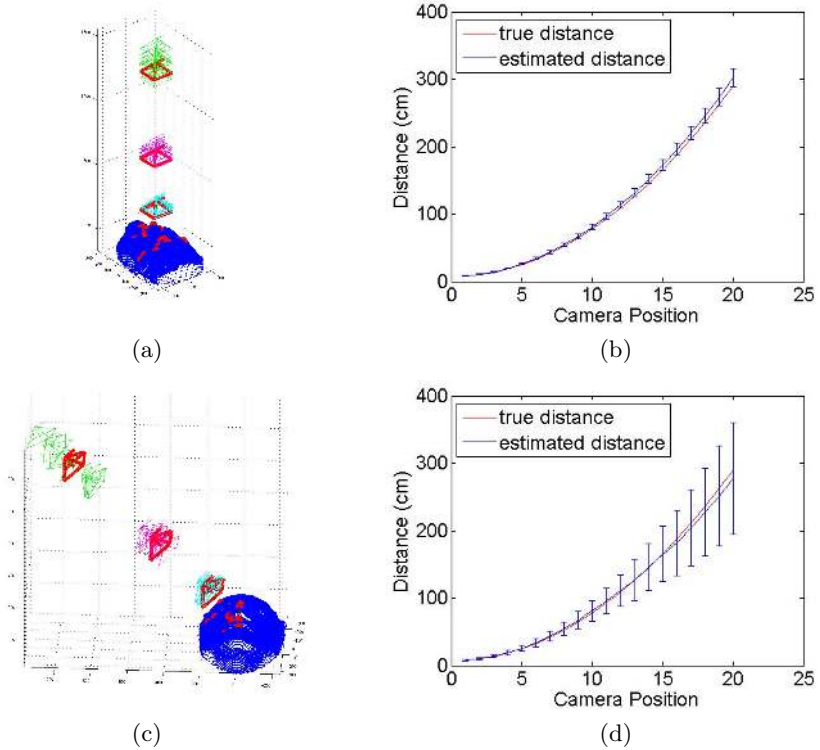 (a)
400
300
200
100
0
0 5 10 15 20 25
Distance (cm)
Camera Position
true distance
estimated distance
(b)
(c)
400
300
200
100
0
0 5 10 15 20 25
Distance (cm)
Camera Position
true distance
estimated distance
(d)